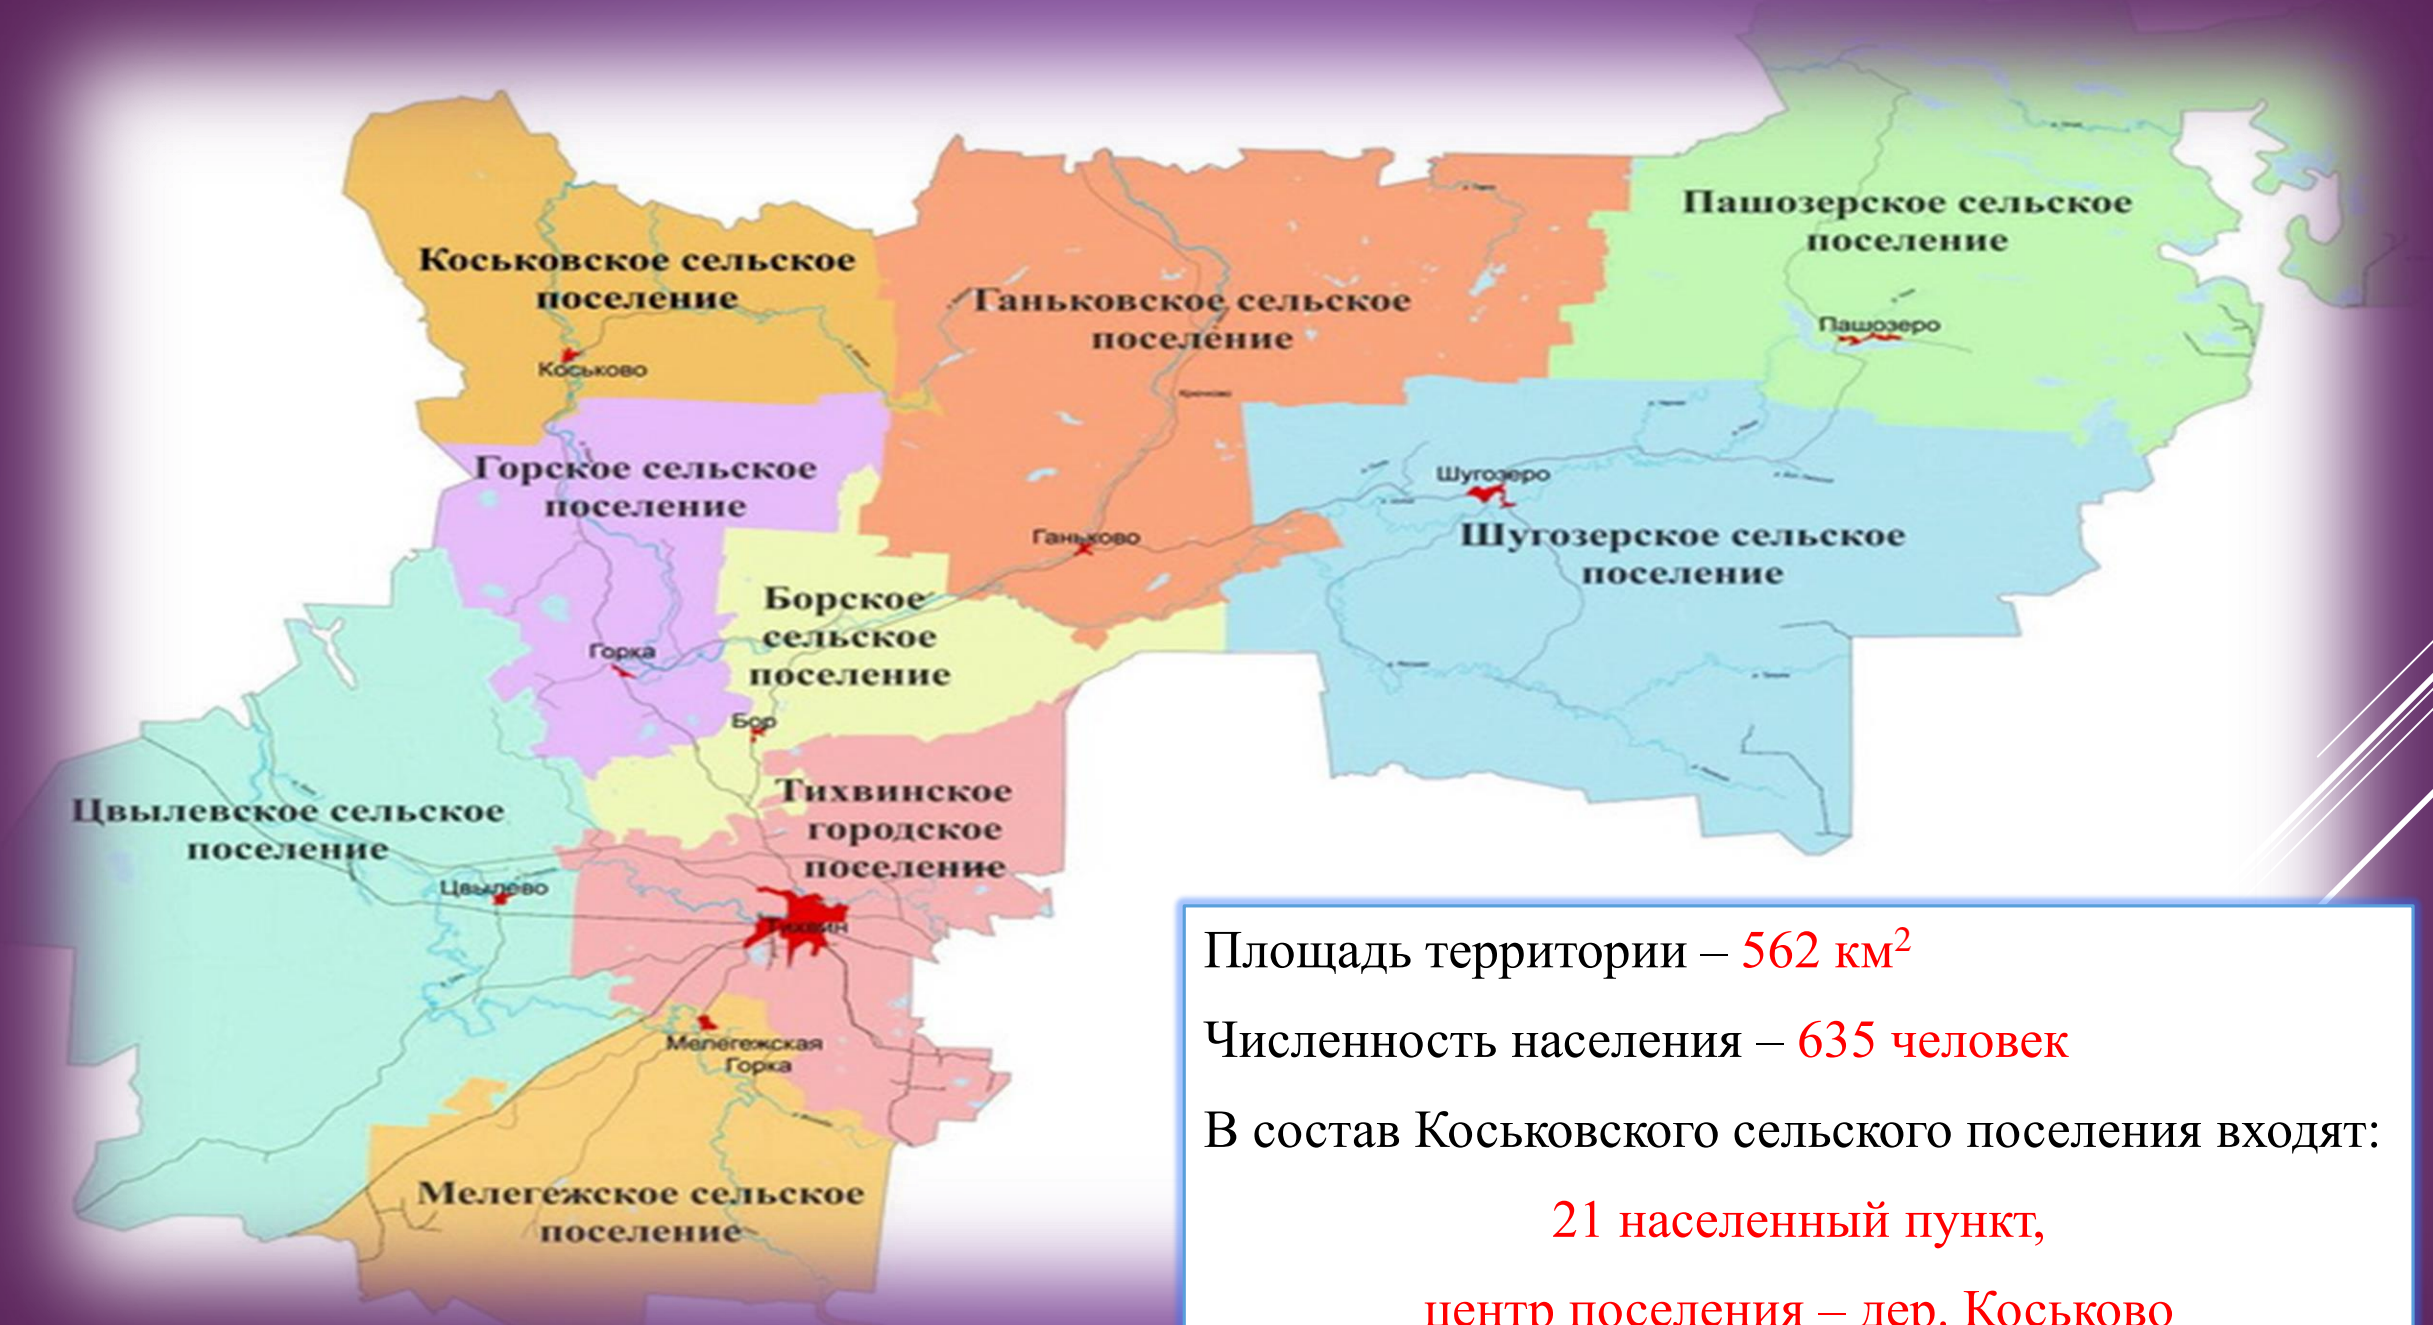 Пашозерское сельское
поселение
Коськовское сельское
поселение
Ганьковское сельское
поселение
Пашозеро
Коськово
Крючково
Горское сельское
поселение
Шугозеро
Ганьково
Шугозерское сельское
поселение
Борское
сельское
поселение
Горка
Бор
Тихвинское
городское
поселение
Цвылевское сельское
поселение
Цвылево
Тихвин
Мелегежская
Горка
Мелегежское сельское
поселение
Площадь территории – 562 км²
Численность населения – 635 человек
В состав Коськовского сельского поселения входят:
21 населенный пункт,
центр поселения – дер. Коськово